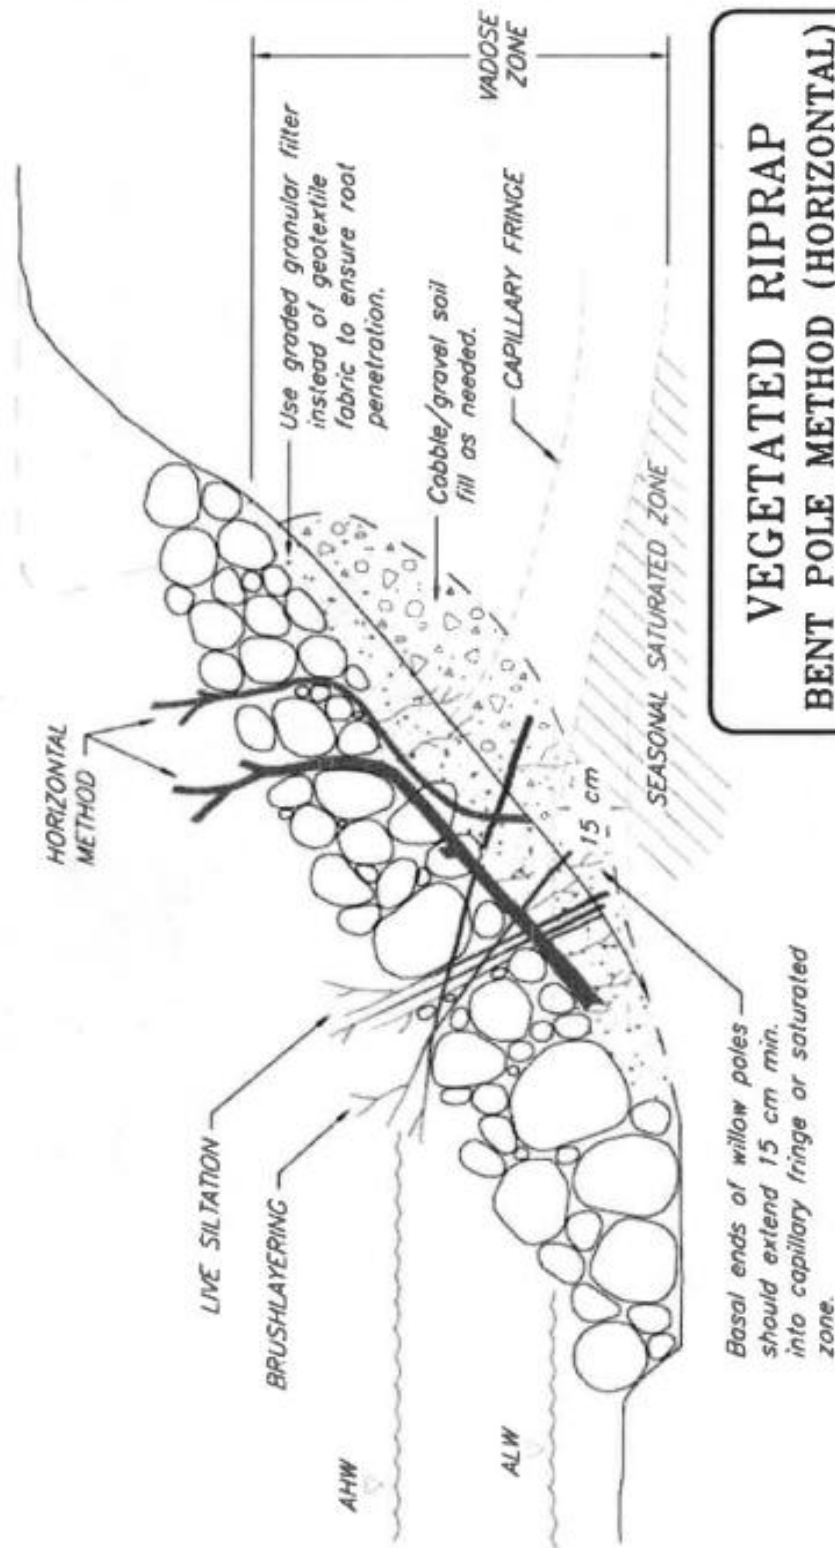 HORIZONTAL
METHOD
LIVE SILTATION
BRUSHLAYERING
AHW
ALW
Use graded granular filter
instead of geotextile
fabric to ensure root
penetration.
Cobble/gravel soil
fill as needed.
VADOSE
ZONE
CAPILLARY FRINGE
SEASONAL SATURATED ZONE
15 cm
Basal ends of willow poles
should extend 15 cm min.
into capillary fringe or saturated
zone.
VEGETATED RIPRAP
BENT POLE METHOD (HORIZONTAL)